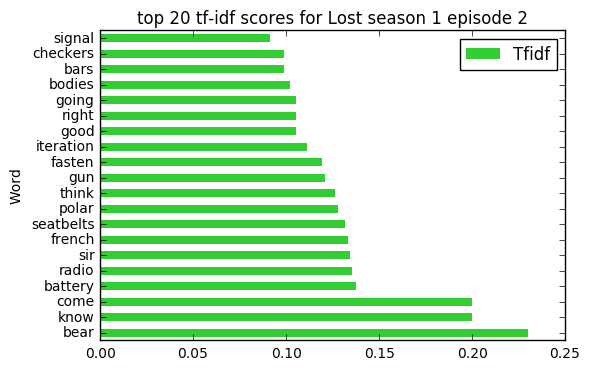 top 20 tf-idf scores for Lost season 1 episode 2
Tfidf
Word
signal
checkers
bars
bodies
going
right
good
iteration
fasten
gun
think
polar
seatbelts
french
sir
radio
battery
come
know
bear
0.00 0.05 0.10 0.15 0.20 0.25